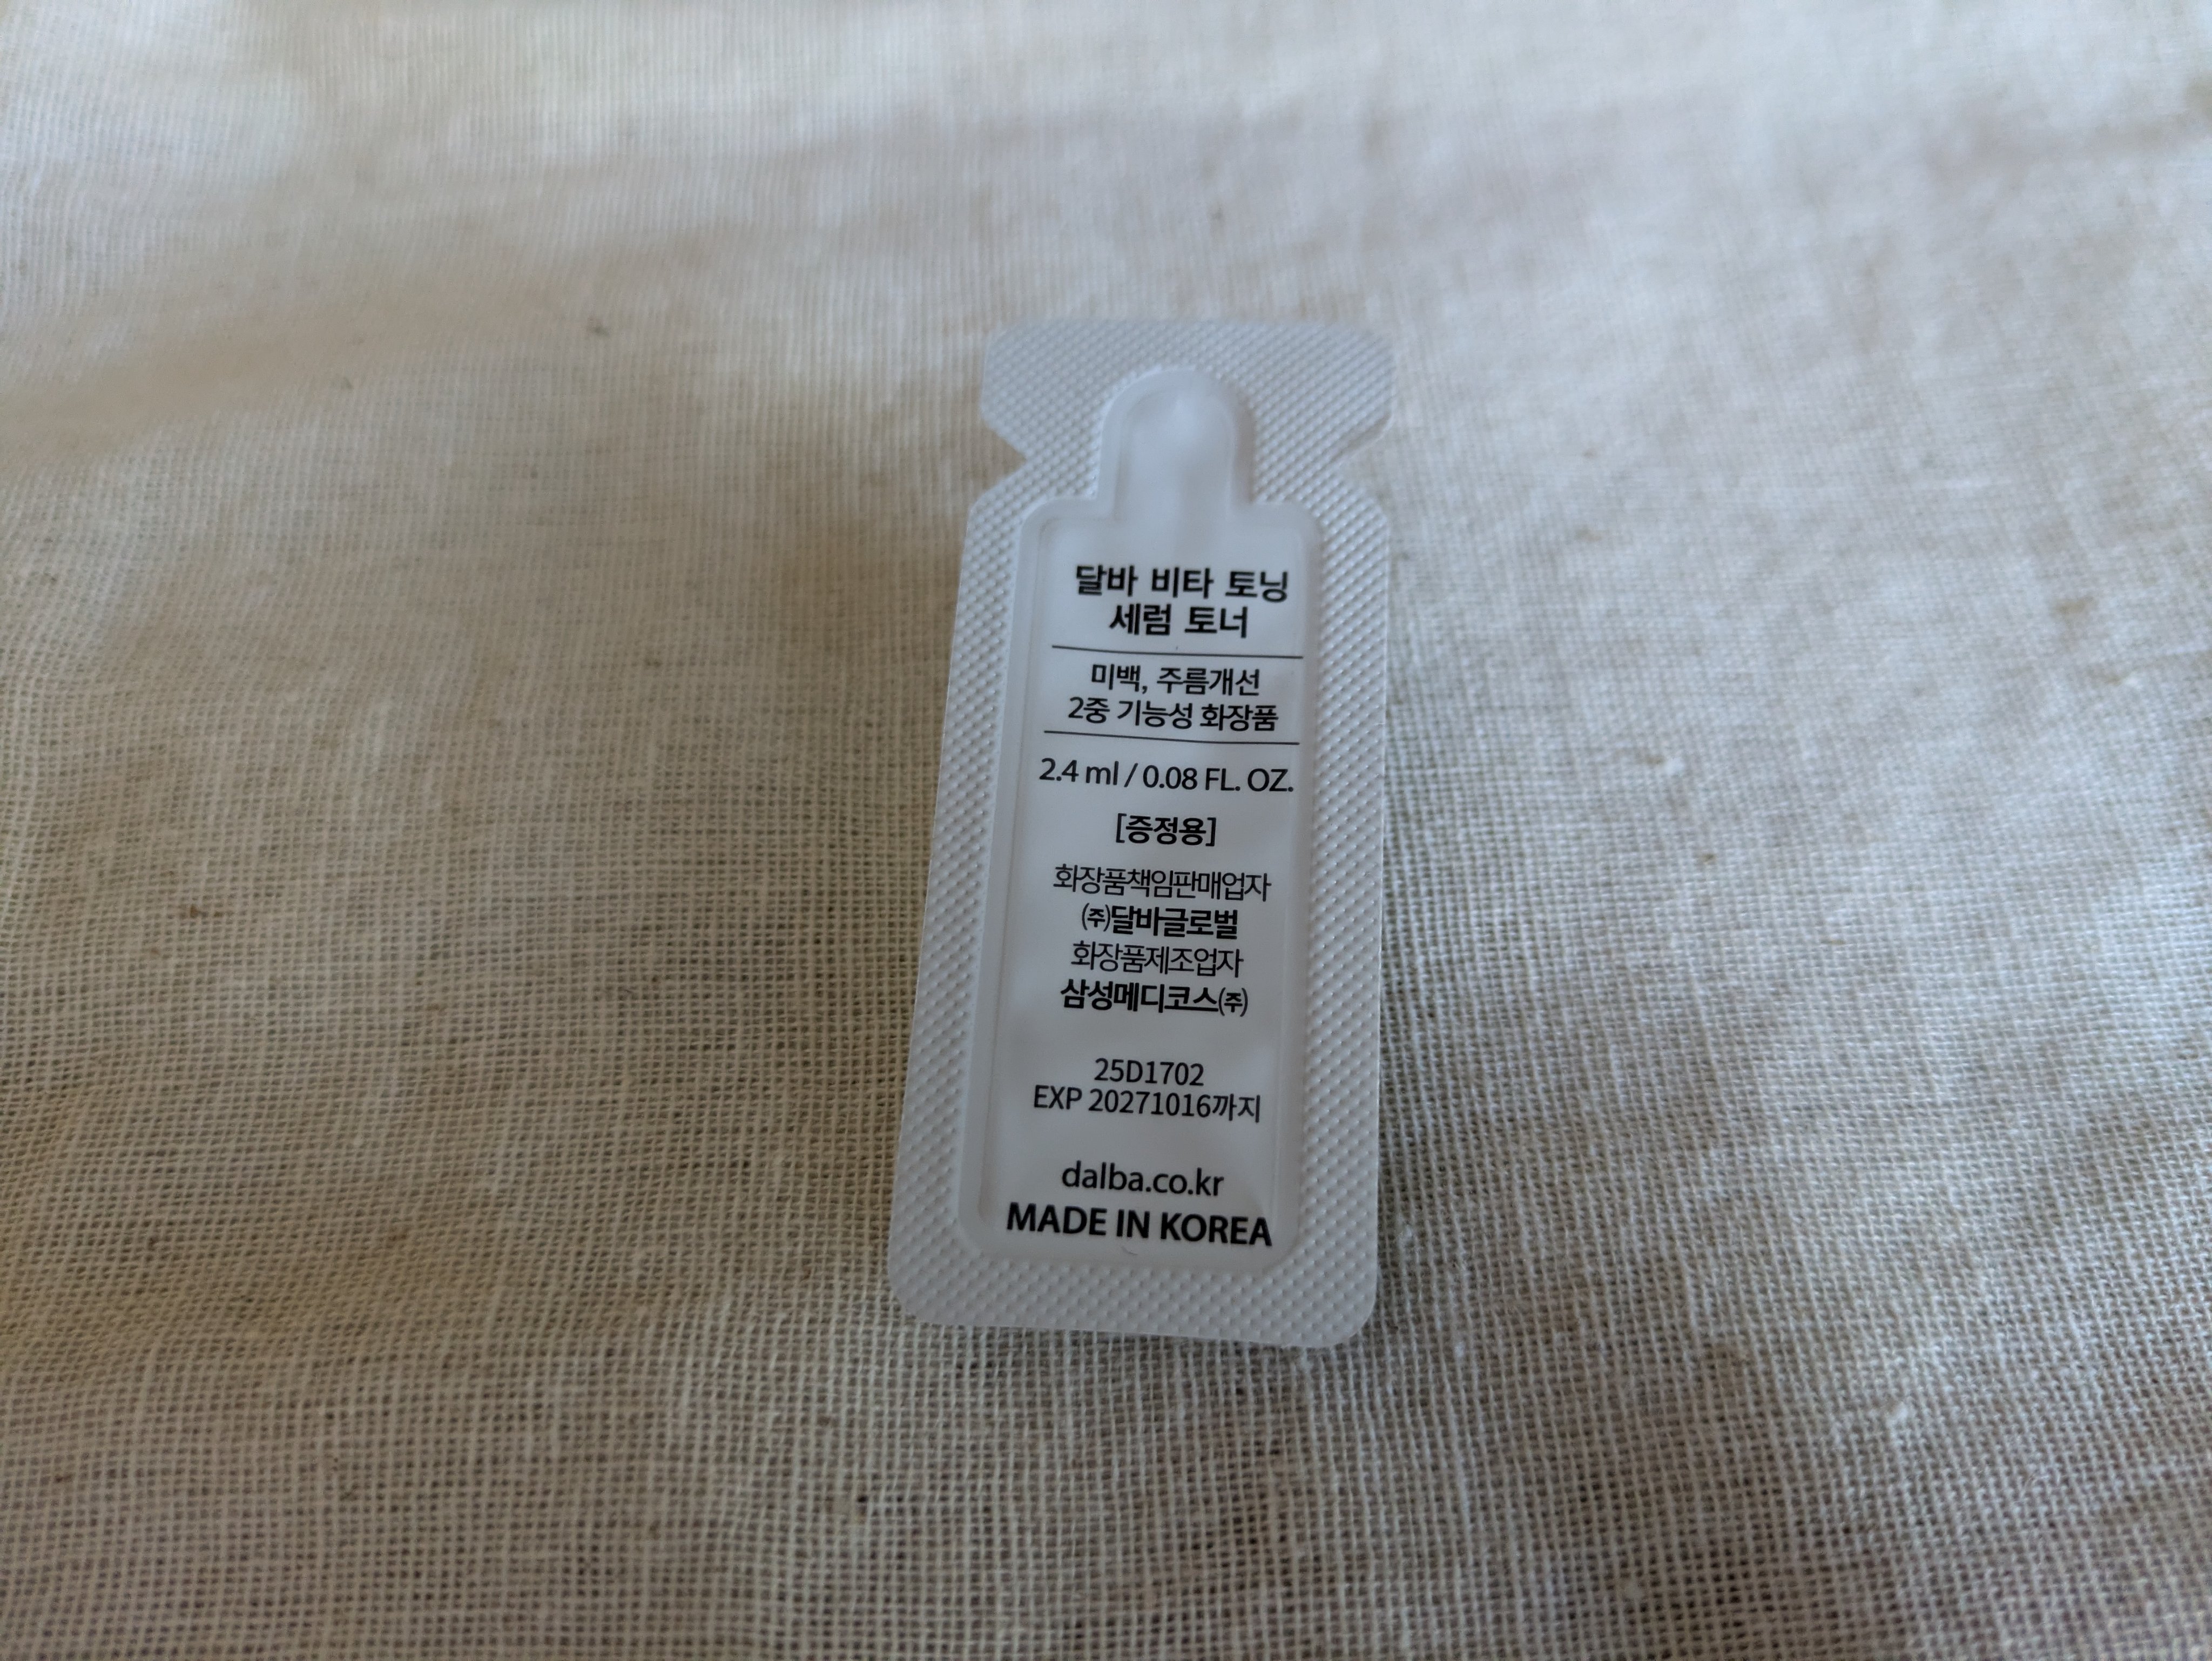 달바 비타 토닝
세럼 토너
미백, 주름개선
2중 기능성 화장품
2.4 ml / 0.08 FL. OZ.
[증정용]
화장품책임판매업자
(주)달바글로벌
화장품제조업자
삼성메디코스(주)
25D1702
EXP 20271016까지
dalba.co.kr
MADE IN KOREA